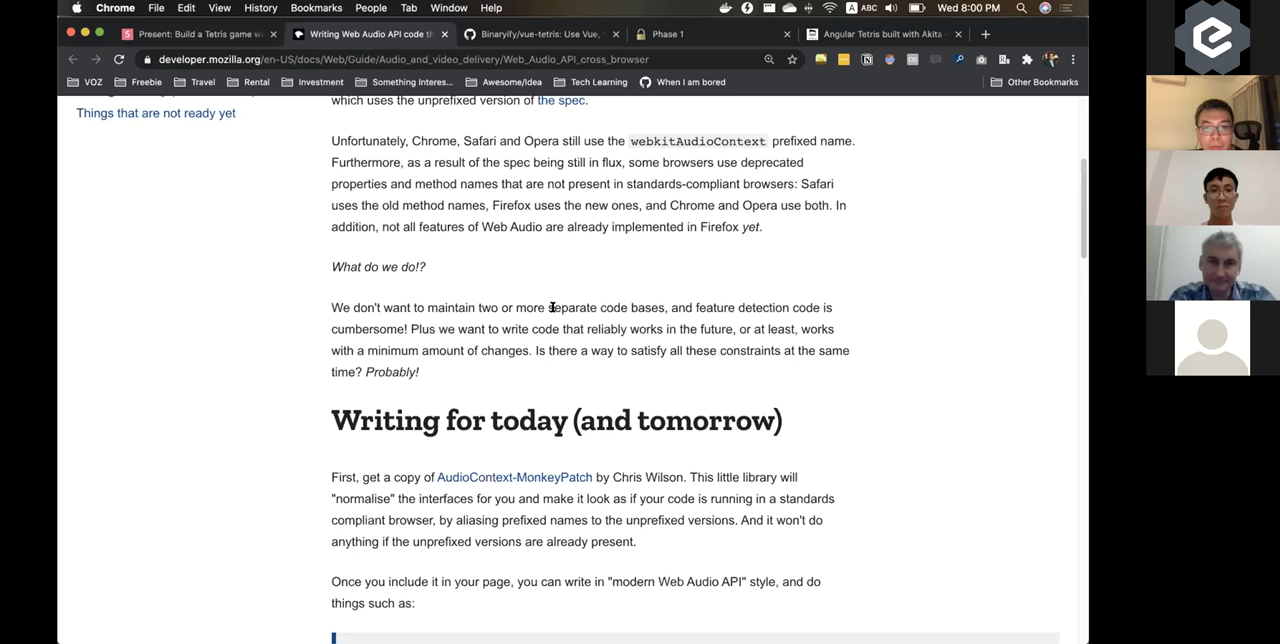 Chrome File Edit View History Bookmarks People Tab Window Help
A ABC Wed 8:00 PM
Present: Build a Tetris game wi
Writing Web Audio API code th
Binaryify/vue-tetris: Use Vue,
Phase 1
Angular Tetris built with Akita
developer.mozilla.org/en-US/docs/Web/Guide/Audio_and_video_delivery/Web_Audio_API_cross_browser
VOZ Freebie Travel Rental Investment Something Interes... Awesome/Idea Tech Learning When I am bored Other Bookmarks
Things that are not ready yet
which uses the unprefixed version of the spec.
Unfortunately, Chrome, Safari and Opera still use the webkitAudioContext prefixed name.
Furthermore, as a result of the spec being still in flux, some browsers use deprecated
properties and method names that are not present in standards-compliant browsers: Safari
uses the old method names, Firefox uses the new ones, and Chrome and Opera use both. In
addition, not all features of Web Audio are already implemented in Firefox yet.
What do we do!?
We don't want to maintain two or more separate code bases, and feature detection code is
cumbersome! Plus we want to write code that reliably works in the future, or at least, works
with a minimum amount of changes. Is there a way to satisfy all these constraints at the same
time? Probably!
Writing for today (and tomorrow)
First, get a copy of AudioContext-MonkeyPatch by Chris Wilson. This little library will
"normalise" the interfaces for you and make it look as if your code is running in a standards
compliant browser, by aliasing prefixed names to the unprefixed versions. And it won't do
anything if the unprefixed versions are already present.
Once you include it in your page, you can write in "modern Web Audio API" style, and do
things such as: